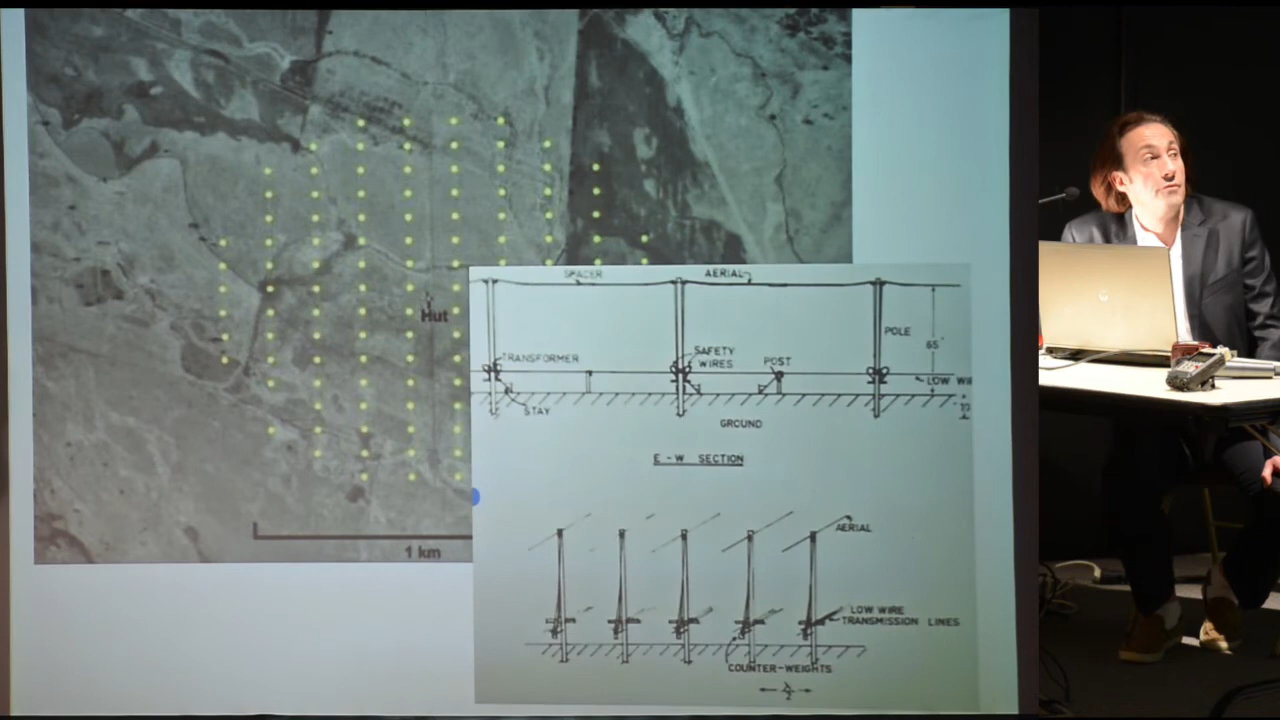 Hut
1 km
SPACER
AERIAL
POLE
65'
TRANSFORMER
SAFETY
WIRES
POST
LOW WI
STAY
GROUND
E - W SECTION
AERIAL
LOW WIRE
TRANSMISSION LINES
COUNTER-WEIGHTS